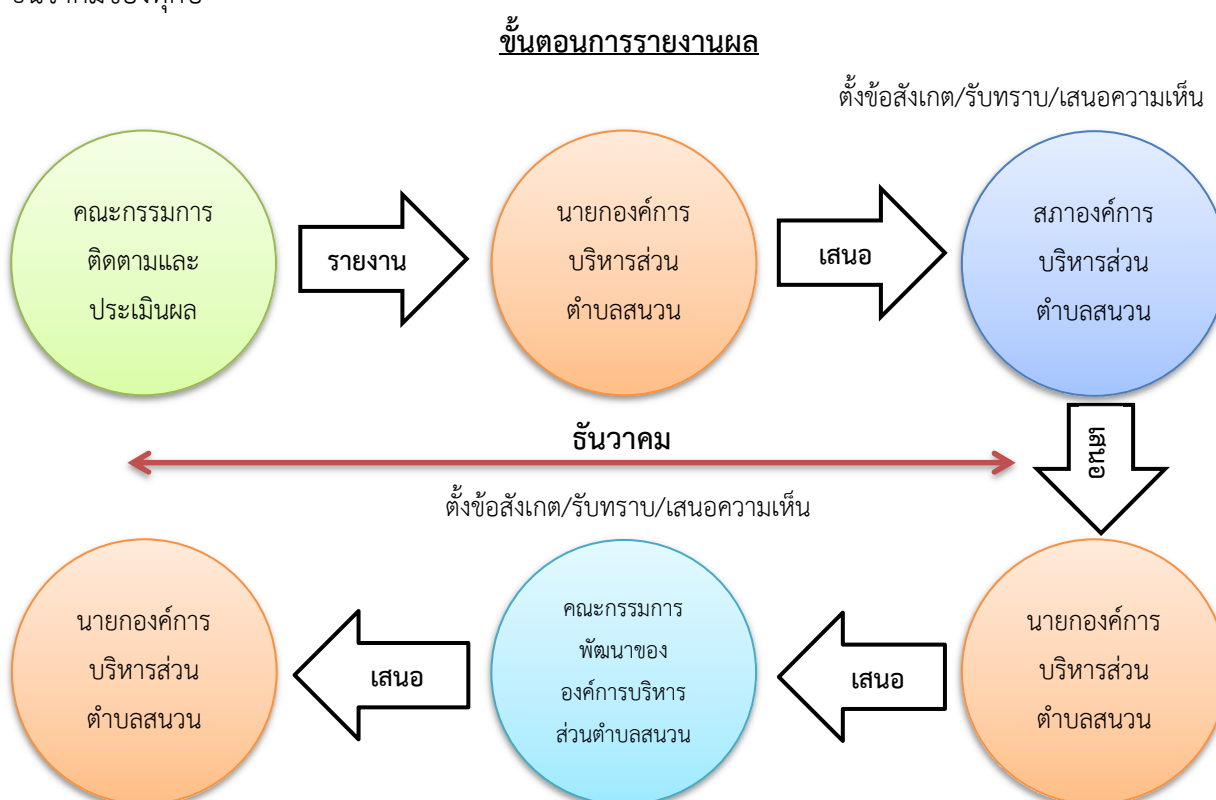 ขั้นตอนการรายงานผล
ตั้งข้อสังเกต/รับทราบ/เสนอความเห็น
คณะกรรมการ
ติดตามและ
ประเมินผล
รายงาน
นายกองค์การ
บริหารส่วน
ตำบลสนวน
เสนอ
สภาองค์การ
บริหารส่วน
ตำบลสนวน
เสนอ
ธันวาคม
ตั้งข้อสังเกต/รับทราบ/เสนอความเห็น
นายกองค์การ
บริหารส่วน
ตำบลสนวน
เสนอ
คณะกรรมการ
พัฒนาของ
องค์การบริหาร
ส่วนตำบลสนวน
เสนอ
นายกองค์การ
บริหารส่วน
ตำบลสนวน